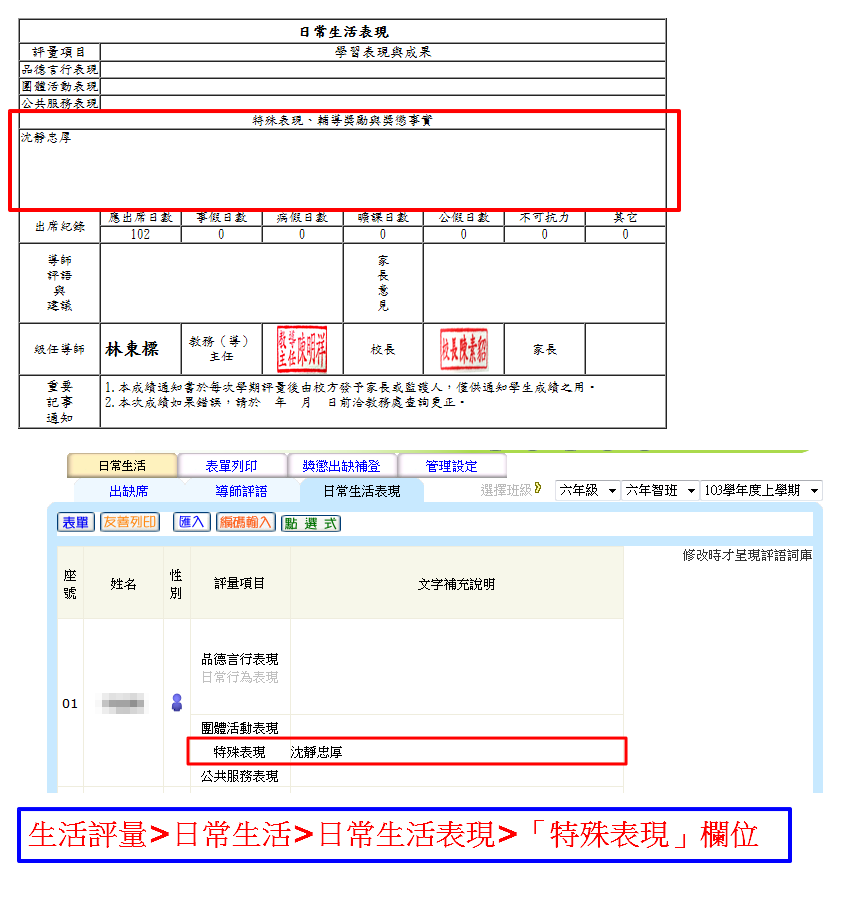 日常生活表現
評量項目 學習表現與成果
品德言行表現
團體活動表現
公共服務表現
特殊表現、輔導獎勵與獎懲事實
沈靜忠厚
出席紀錄 應出席日數 事假日數 病假日數 曠課日數 公假日數 不可抗力 其它
102 0 0 0 0 0 0
導師評語與建議 家長意見
級任導師 林東標 教務（導）主任 教導主任陳明祥 校長 校長陳素貂 家長
重要記事通知
1.本成績通知書於每次學期評量後由校方發予家長或監護人，僅供通知學生成績之用。
2.本次成績如果錯誤，請於 年 月 日前洽教務處查詢更正。
日常生活 表單列印 獎懲出缺補登 管理設定
出缺席 導師評語 日常生活表現 選擇班級 六年級 六年智班 103學年度上學期
表單 友善列印 匯入 編碼輸入 點選式
修改時才呈現評語詞庫
座號 姓名 性別 評量項目 文字補充說明
01
品德言行表現
日常行為表現
團體活動表現
特殊表現 沈靜忠厚
公共服務表現
生活評量>日常生活>日常生活表現>「特殊表現」欄位